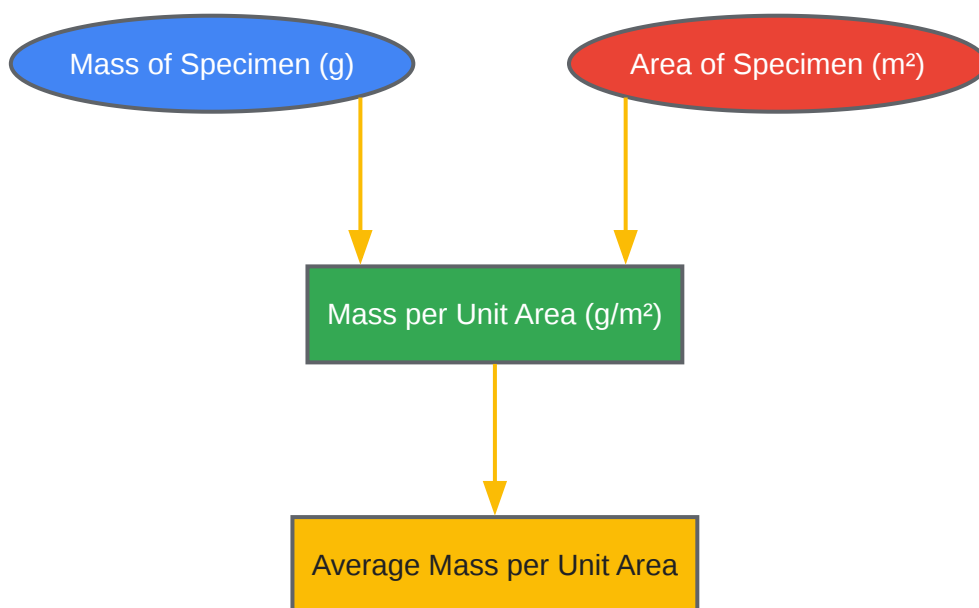 Mass of Specimen (g)
Area of Specimen (m²)
Mass per Unit Area (g/m²)
Average Mass per Unit Area